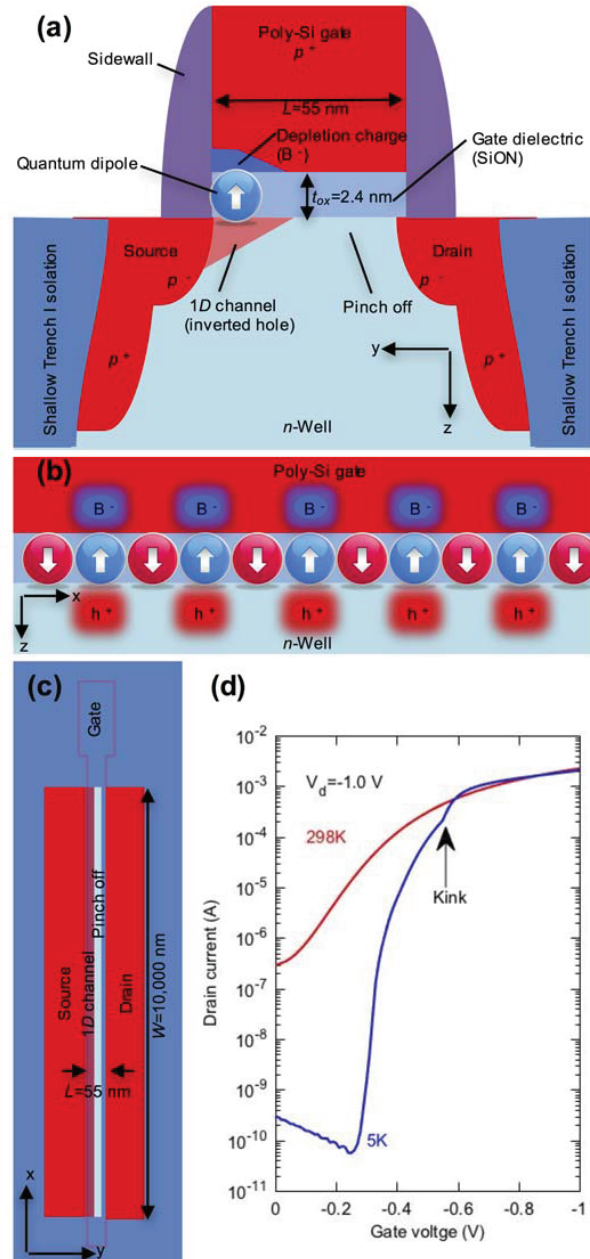 (a)
Poly-Si gate
p+
Sidewall
L=55 nm
Depletion charge
(B -)
Gate dielectric
(SiON)
Quantum dipole
tox=2.4 nm
Source
Drain
p -
p -
1D channel
(inverted hole)
Pinch off
Shallow Trench I solation
Shallow Trench I solation
p+
p+
y
z
n-Well
(b)
Poly-Si gate
B -
B -
B -
B -
B -
x
z
h +
h +
h +
h +
h +
n-Well
(c)
Gate
Source
1D channel
Pinch off
Drain
W=10,000 nm
L=55 nm
x
y
(d)
10-2
10-3
10-4
10-5
10-6
10-7
10-8
10-9
10-10
10-11
Drain current (A)
Vd=-1.0 V
298K
Kink
5K
0
-0.2
-0.4
-0.6
-0.8
-1
Gate voltge (V)